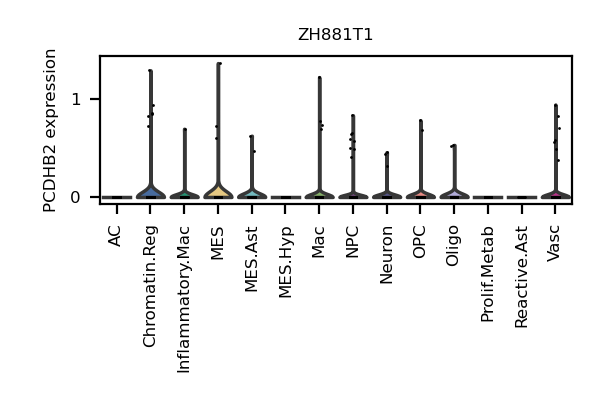 ZH881T1
PCDHB2 expression
1
0
AC
Chromatin.Reg
Inflammatory.Mac
MES
MES.Ast
MES.Hyp
Mac
NPC
Neuron
OPC
Oligo
Prolif.Metab
Reactive.Ast
Vasc